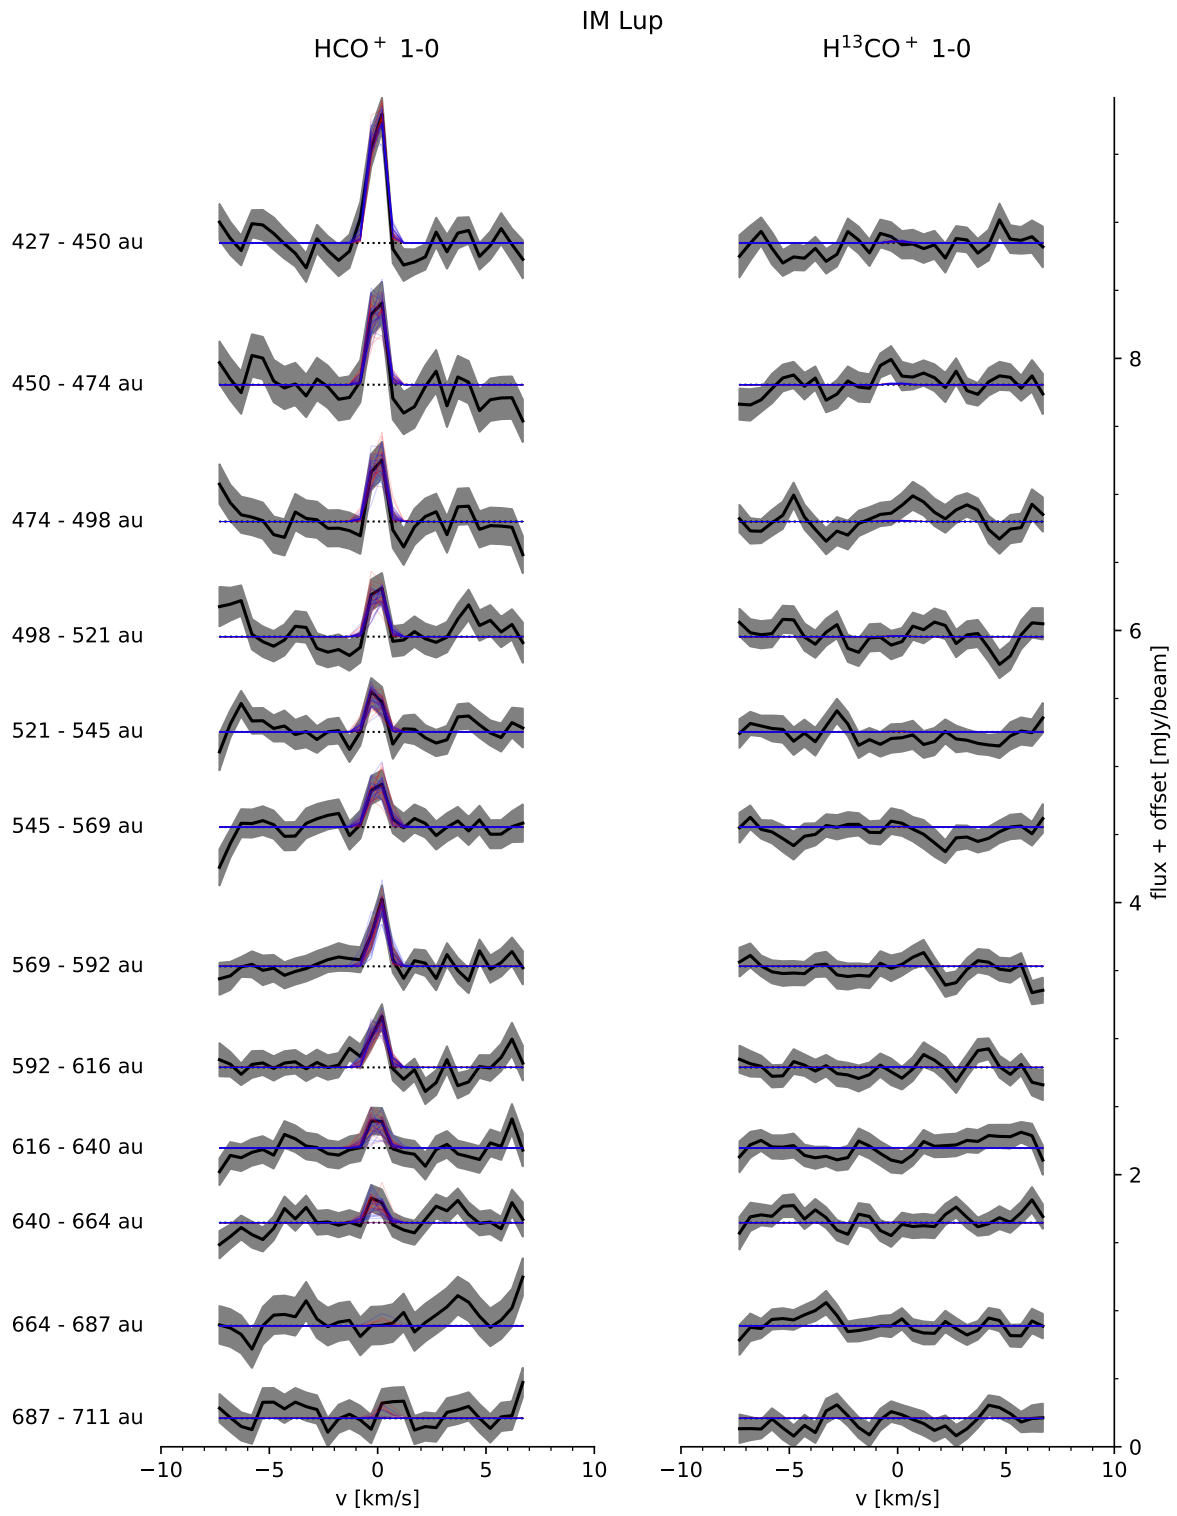 IM Lup
HCO⁺ 1-0
H¹³CO⁺ 1-0
427 - 450 au
450 - 474 au
474 - 498 au
498 - 521 au
521 - 545 au
545 - 569 au
569 - 592 au
592 - 616 au
616 - 640 au
640 - 664 au
664 - 687 au
687 - 711 au
8
6
4
2
0
flux + offset [mJy/beam]
−10 −5 0 5 10
−10 −5 0 5 10
v [km/s]
v [km/s]